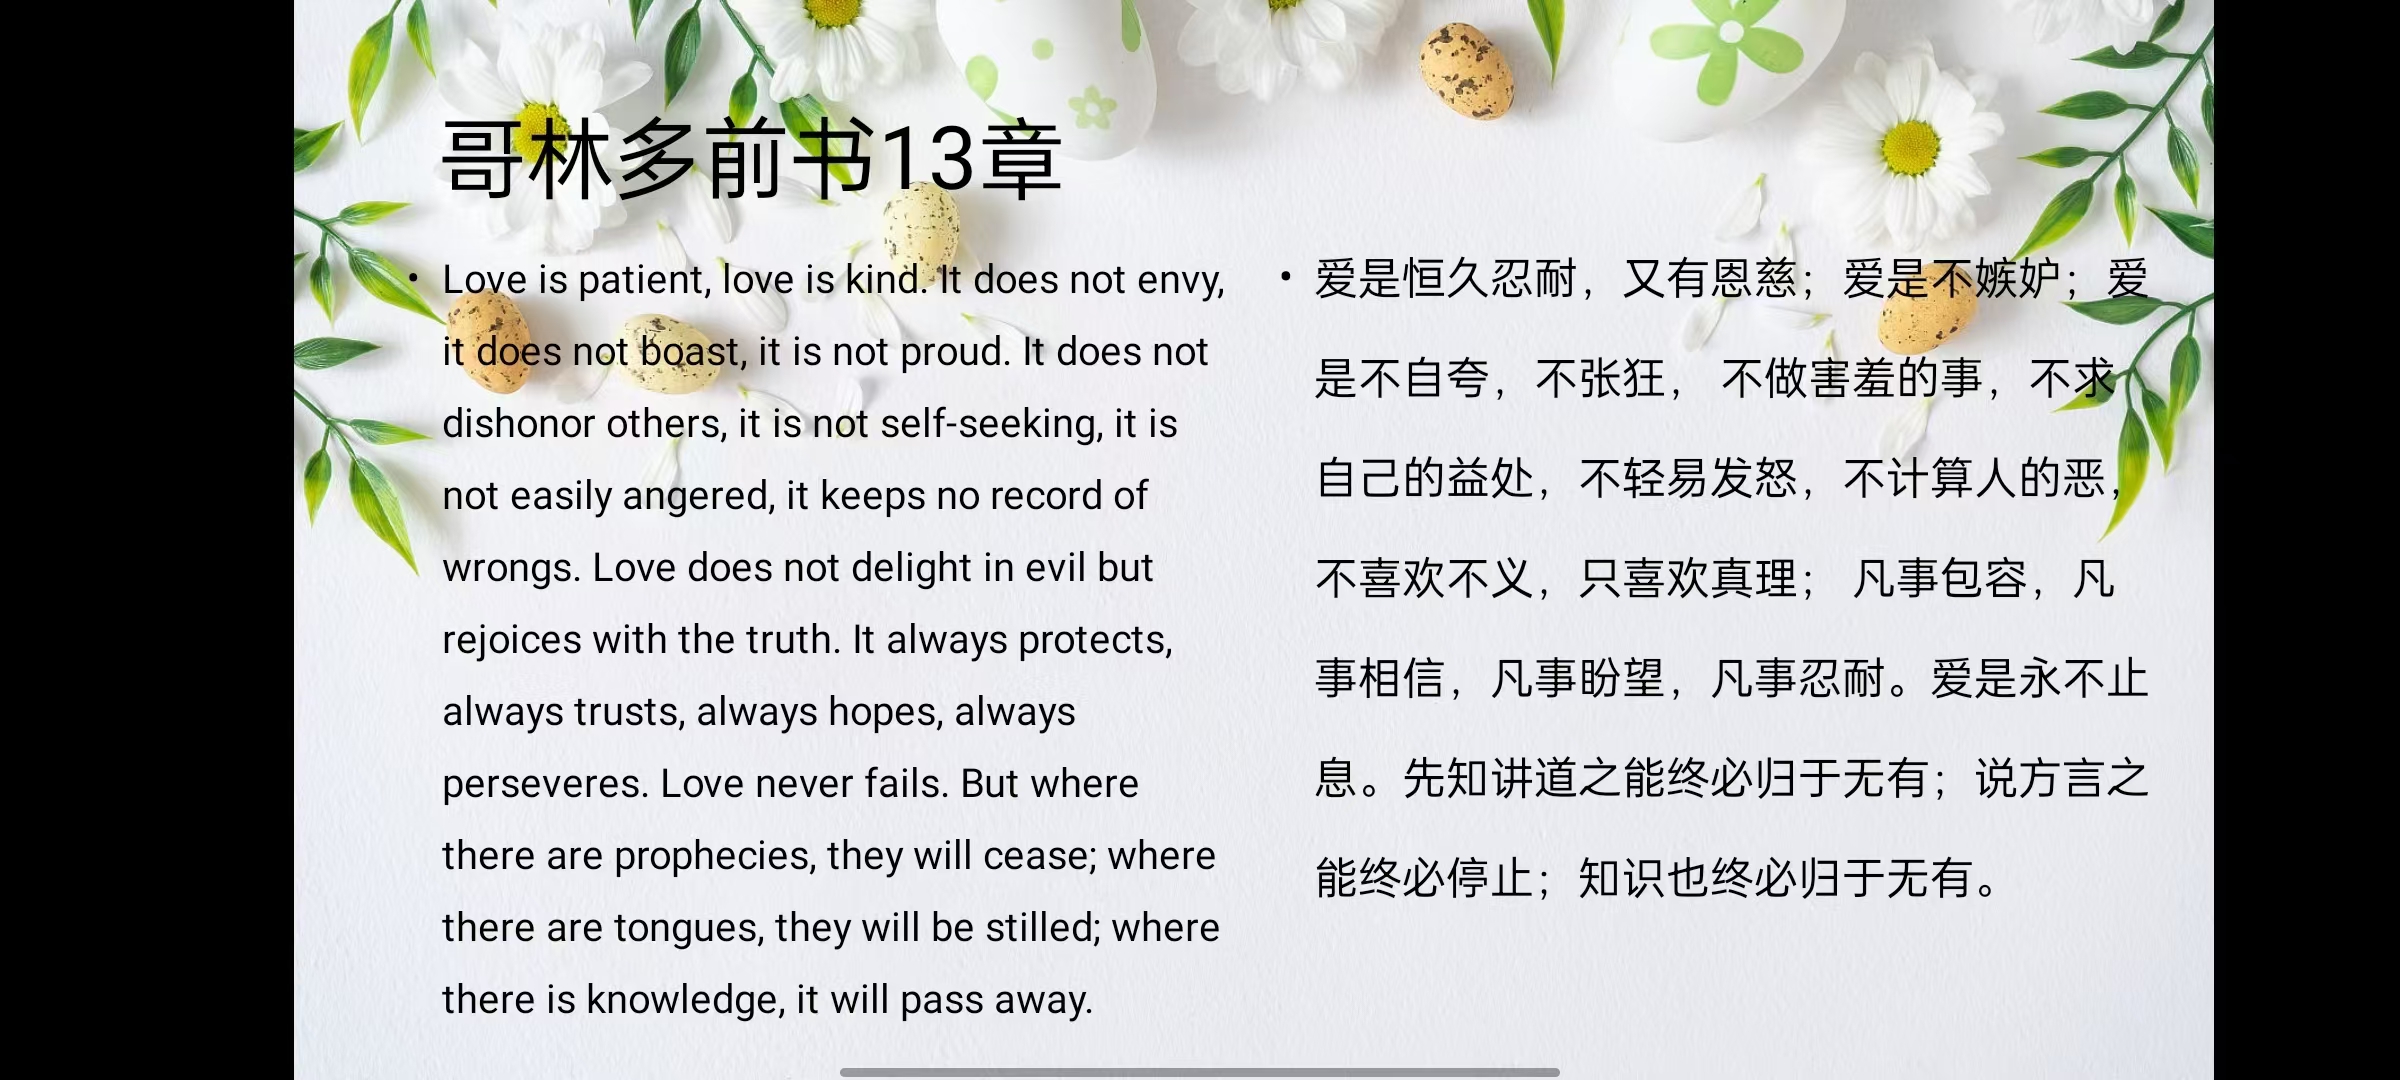 哥林多前书13章
• Love is patient, love is kind. It does not envy,
it does not boast, it is not proud. It does not
dishonor others, it is not self-seeking, it is
not easily angered, it keeps no record of
wrongs. Love does not delight in evil but
rejoices with the truth. It always protects,
always trusts, always hopes, always
perseveres. Love never fails. But where
there are prophecies, they will cease; where
there are tongues, they will be stilled; where
there is knowledge, it will pass away.
• 爱是恒久忍耐，又有恩慈；爱是不嫉妒；爱
是不自夸，不张狂， 不做害羞的事，不求
自己的益处，不轻易发怒，不计算人的恶，
不喜欢不义，只喜欢真理； 凡事包容，凡
事相信，凡事盼望，凡事忍耐。爱是永不止
息。先知讲道之能终必归于无有；说方言之
能终必停止；知识也终必归于无有。